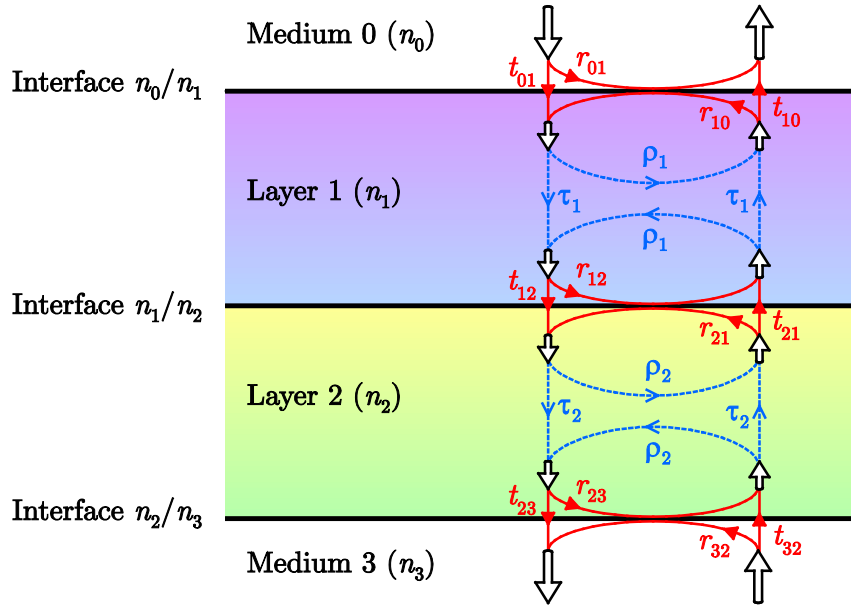 Medium 0 (n₀)
r₀₁
t₀₁
Interface n₀/n₁
r₁₀
t₁₀
ρ₁
Layer 1 (n₁)
τ₁
τ₁
ρ₁
r₁₂
t₁₂
Interface n₁/n₂
r₂₁
t₂₁
ρ₂
Layer 2 (n₂)
τ₂
τ₂
ρ₂
r₂₃
t₂₃
Interface n₂/n₃
r₃₂
t₃₂
Medium 3 (n₃)